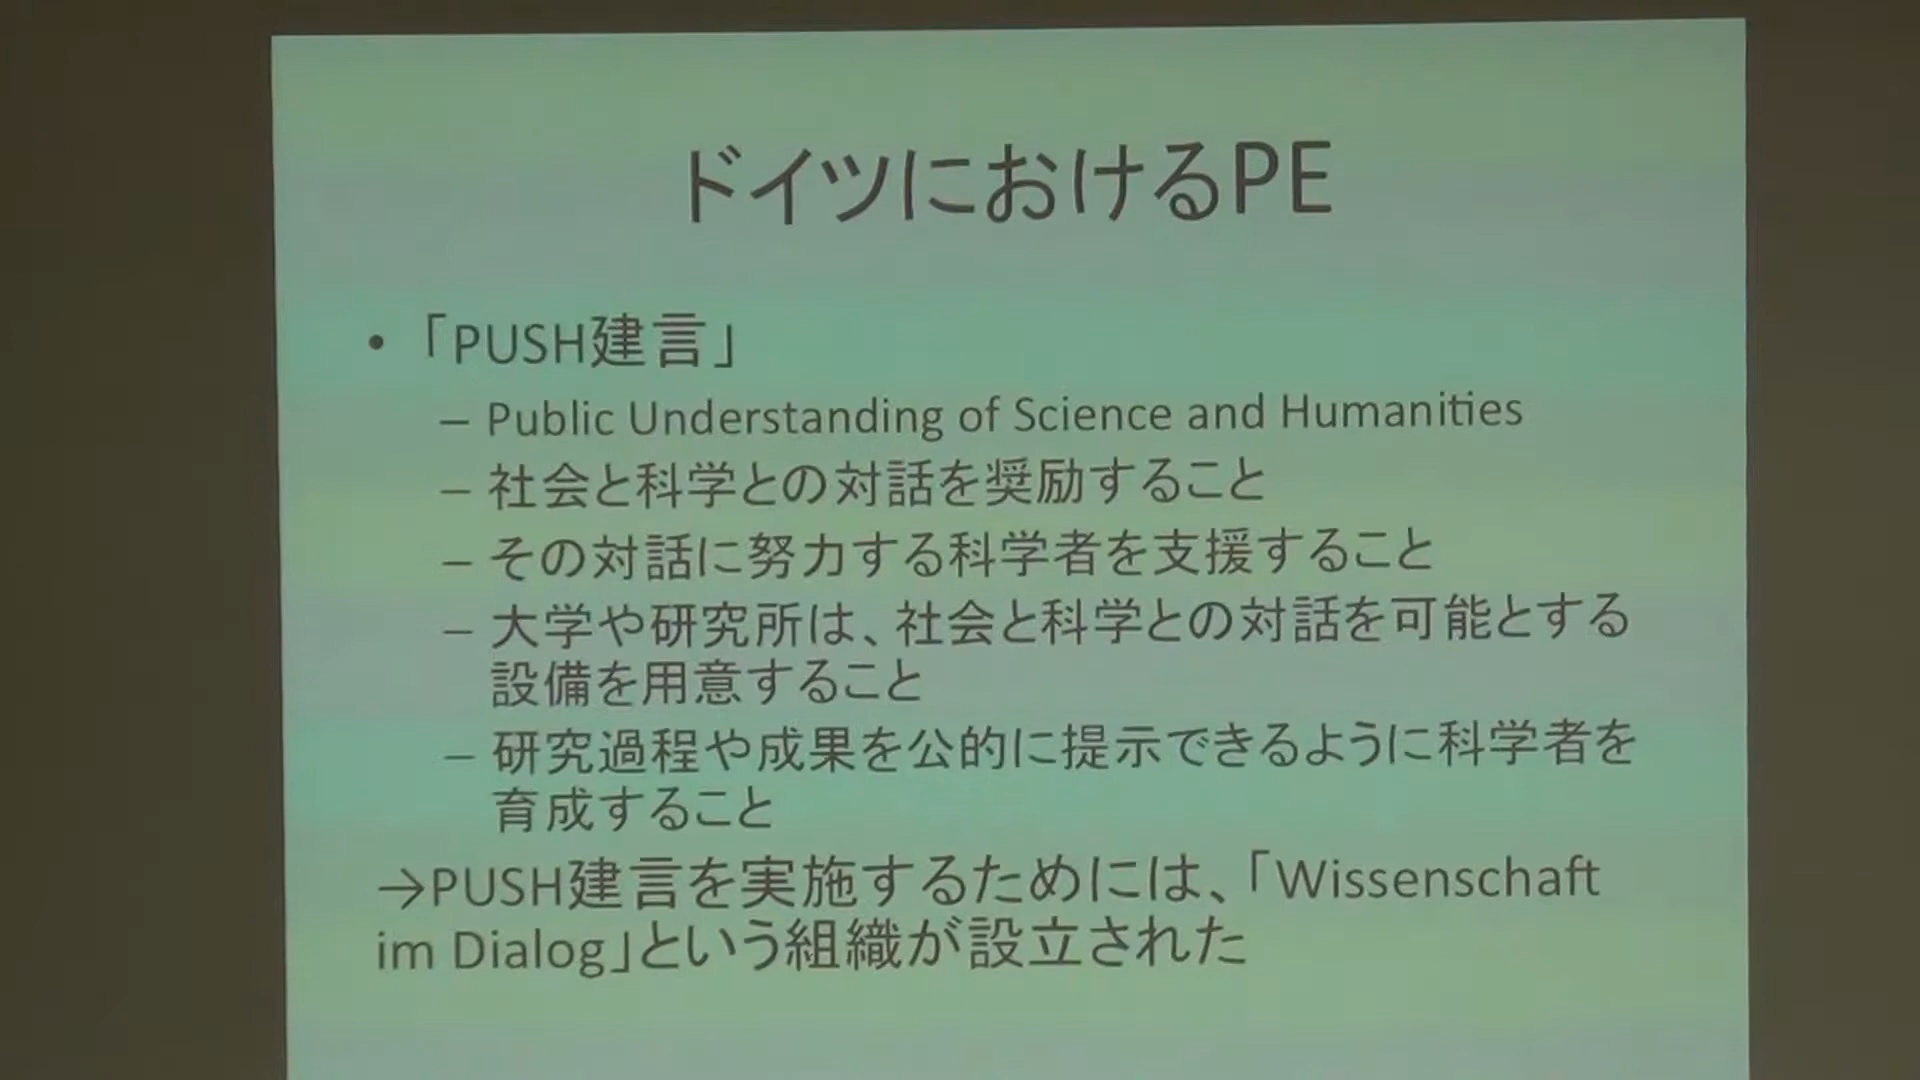 ドイツにおけるPE
• 「PUSH建言」
– Public Understanding of Science and Humanities
– 社会と科学との対話を奨励すること
– その対話に努力する科学者を支援すること
– 大学や研究所は、社会と科学との対話を可能とする
設備を用意すること
– 研究過程や成果を公的に提示できるように科学者を
育成すること
→PUSH建言を実施するためには、「Wissenschaft
im Dialog」という組織が設立された